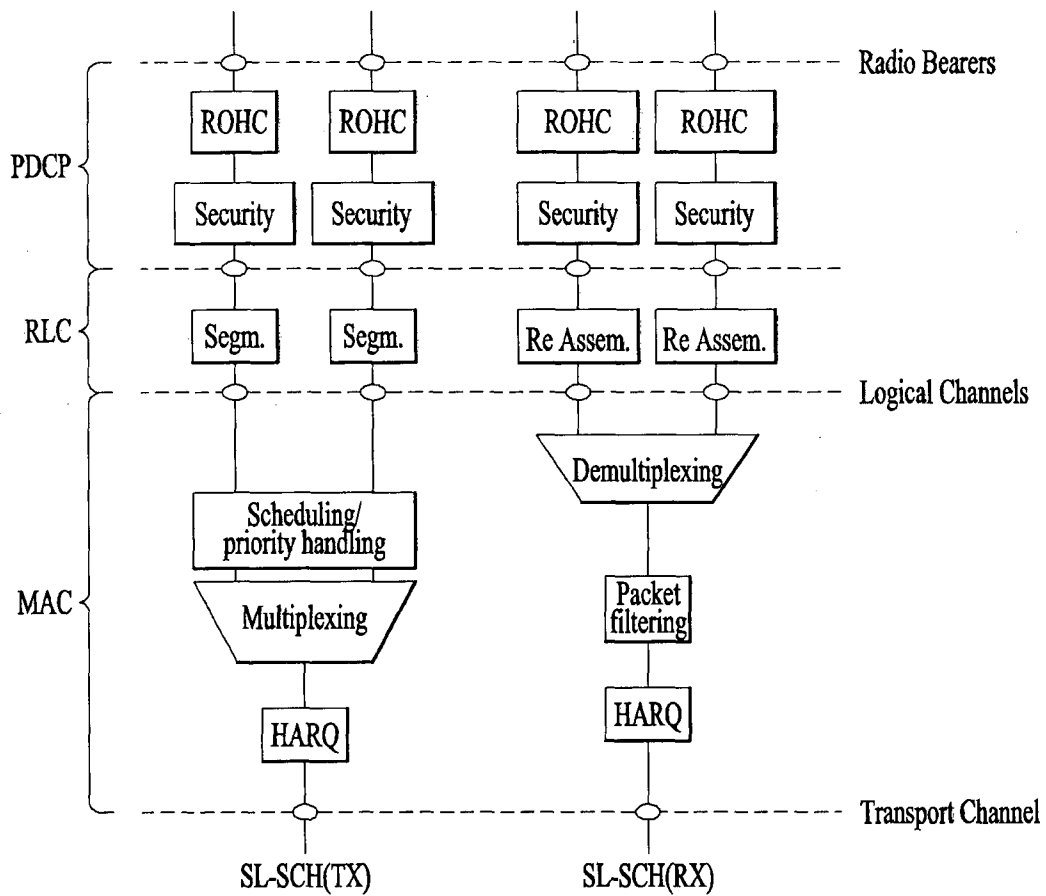 Radio Bearers
ROHC
ROHC
ROHC
ROHC
PDCP
Security
Security
Security
Security
RLC
Segm.
Segm.
Re Assem.
Re Assem.
Logical Channels
Demultiplexing
Scheduling/
priority handling
MAC
Multiplexing
Packet
filtering
HARQ
HARQ
Transport Channel
SL-SCH(TX)
SL-SCH(RX)